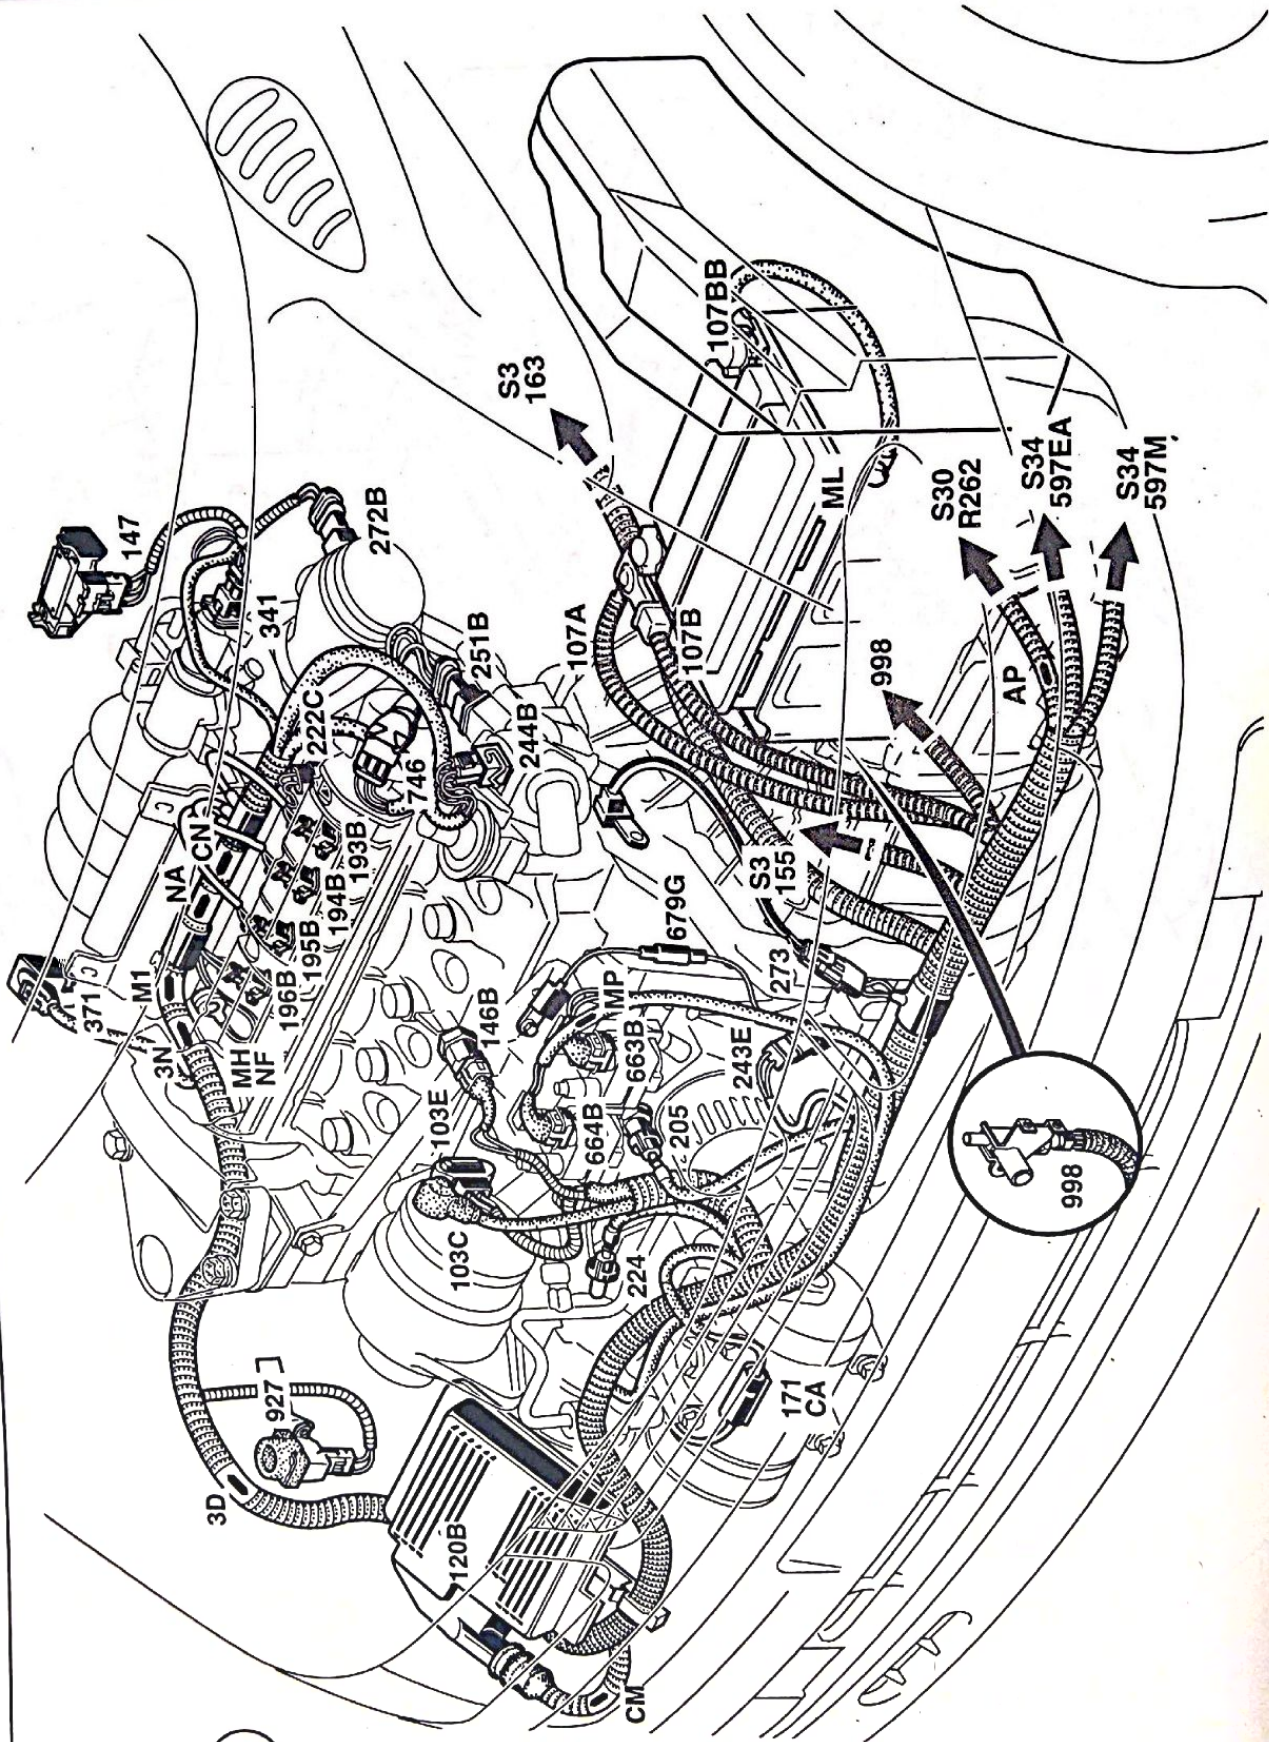 371
M1
3N
MH
NF
3D
927
NA
CN
196B
195B
194B
193B
222C
746
341
147
272B
251B
244B
107A
107B
S3
163
107BB
ML
S30
R262
S34
597EA
S34
597M
AP
998
S3
155
273
679G
MP
663B
243E
146B
103E
664B
205
103C
224
171
CA
120B
CM
998